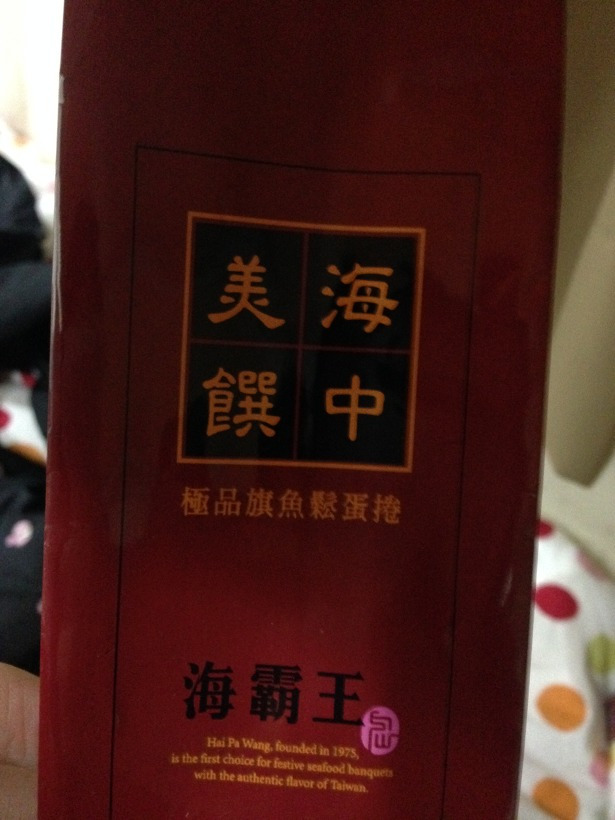 海中
美饌
極品旗魚鬆蛋捲
海霸王
Hai Pa Wang, founded in 1975,
is the first choice for festive seafood banquets
with the authentic flavor of Taiwan.